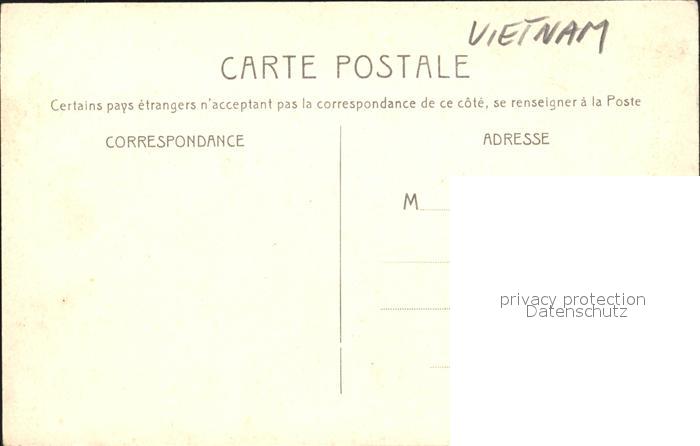 VIETNAM
CARTE POSTALE
Certains pays étrangers n'acceptant pas la correspondance de ce côté, se renseigner à la Poste
CORRESPONDANCE
ADRESSE
M
privacy protection
Datenschutz